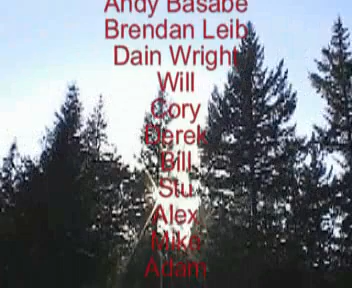 Andy Basabe
Brendan Leib
Dain Wright
Will
Cory
Derek
Bill
Stu
Alex
Mike
Adam